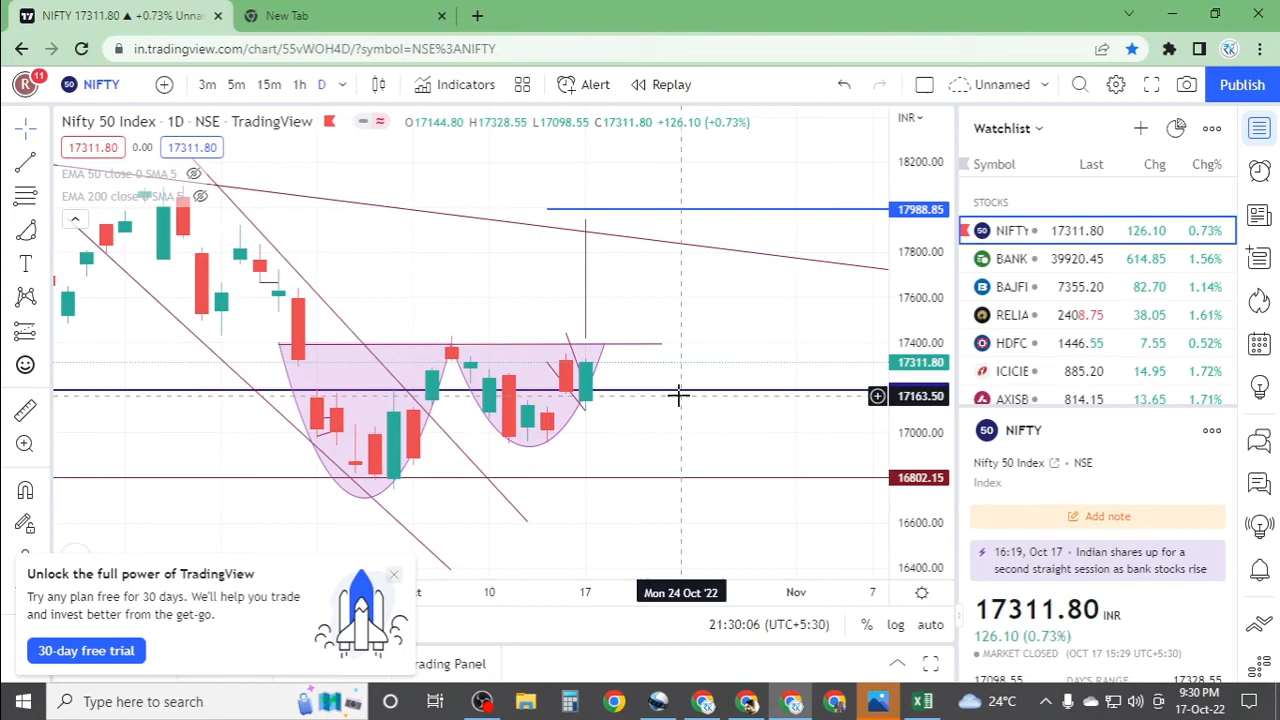 NIFTY 17311.80 ▲ +0.73% Unna
New Tab
in.tradingview.com/chart/55vWOH4D/?symbol=NSE%3ANIFTY
R
11
50 NIFTY
3m 5m 15m 1h D
Indicators
Alert
Replay
Unnamed
Publish
Nifty 50 Index · 1D · NSE · TradingView
O17144.80 H17328.55 L17098.55 C17311.80 +126.10 (+0.73%)
INR
17311.80 0.00 17311.80
EMA 50 close 0 SMA 5
EMA 200 close 0 SMA 5
18200.00
17988.85
17800.00
17600.00
17400.00
17311.80
17163.50
17000.00
16802.15
16600.00
16400.00
10
17
Mon 24 Oct '22
Nov
7
21:30:06 (UTC+5:30)
% log auto
Watchlist
Symbol Last Chg Chg%
STOCKS
50 NIFTY 17311.80 126.10 0.73%
BANK 39920.45 614.85 1.56%
BAJFI 7355.20 82.70 1.14%
RELIA 2408.75 38.05 1.61%
HDFC 1446.55 7.55 0.52%
ICICIE 885.20 14.95 1.72%
AXISB 814.15 13.65 1.71%
50 NIFTY
Nifty 50 Index · NSE
Index
Add note
16:19, Oct 17 · Indian shares up for a
second straight session as bank stocks rise
17311.80 INR
126.10 (0.73%)
MARKET CLOSED (OCT 17 15:29 UTC+5:30)
17098.55 DAY'S RANGE 17328.55
Unlock the full power of TradingView
Try any plan free for 30 days. We'll help you trade
and invest better from the get-go.
30-day free trial
rading Panel
Type here to search
24°C
9:30 PM
17-Oct-22